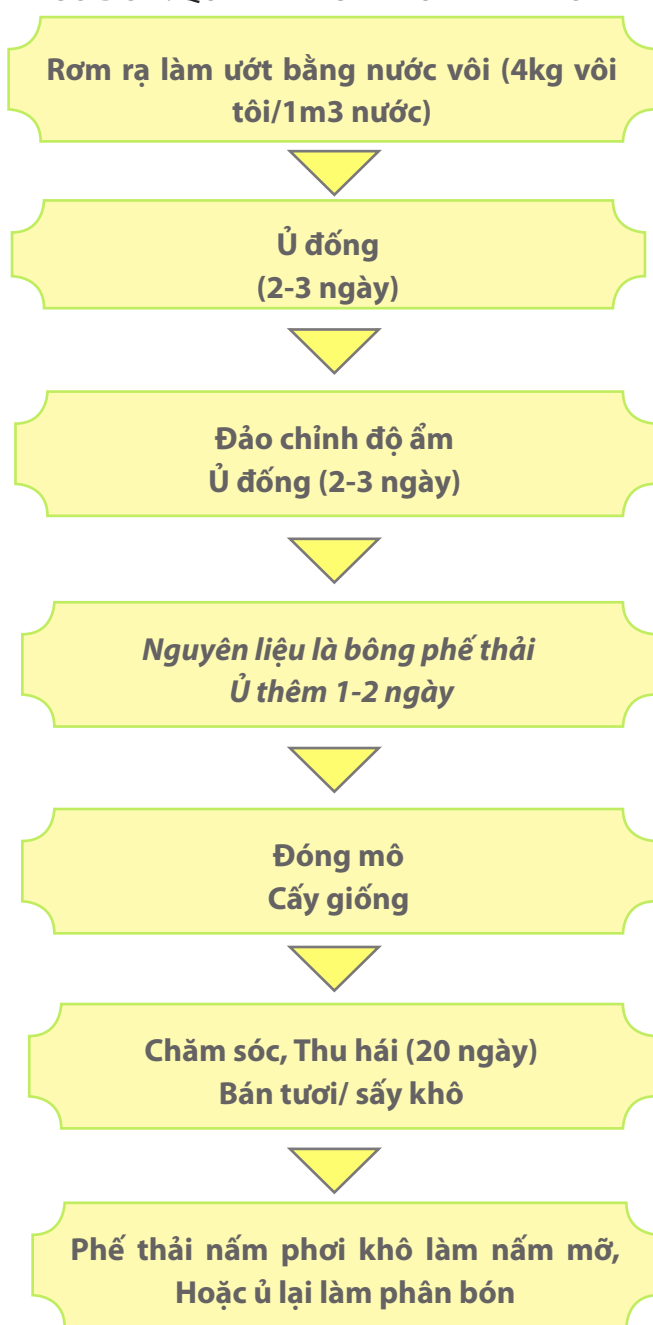 Rơm rạ làm ướt bằng nước vôi (4kg vôi
tôi/1m3 nước)
Ủ đống
(2-3 ngày)
Đảo chỉnh độ ẩm
Ủ đống (2-3 ngày)
Nguyên liệu là bông phế thải
Ủ thêm 1-2 ngày
Đóng mô
Cấy giống
Chăm sóc, Thu hái (20 ngày)
Bán tươi/ sấy khô
Phế thải nấm phơi khô làm nấm mỡ,
Hoặc ủ lại làm phân bón